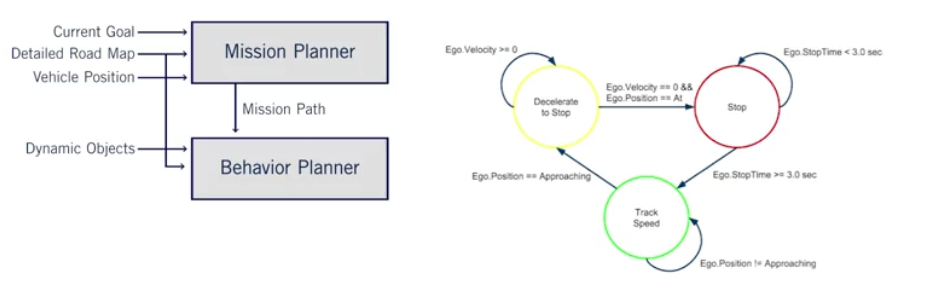 Current Goal
Detailed Road Map
Vehicle Position
Mission Planner
Mission Path
Dynamic Objects
Behavior Planner
Ego.Velocity >= 0
Decelerate
to Stop
Ego.Velocity == 0 &&
Ego.Position == At
Ego.StopTime < 3.0 sec
Stop
Ego.Position == Approaching
Ego.StopTime >= 3.0 sec
Track
Speed
Ego.Position != Approaching